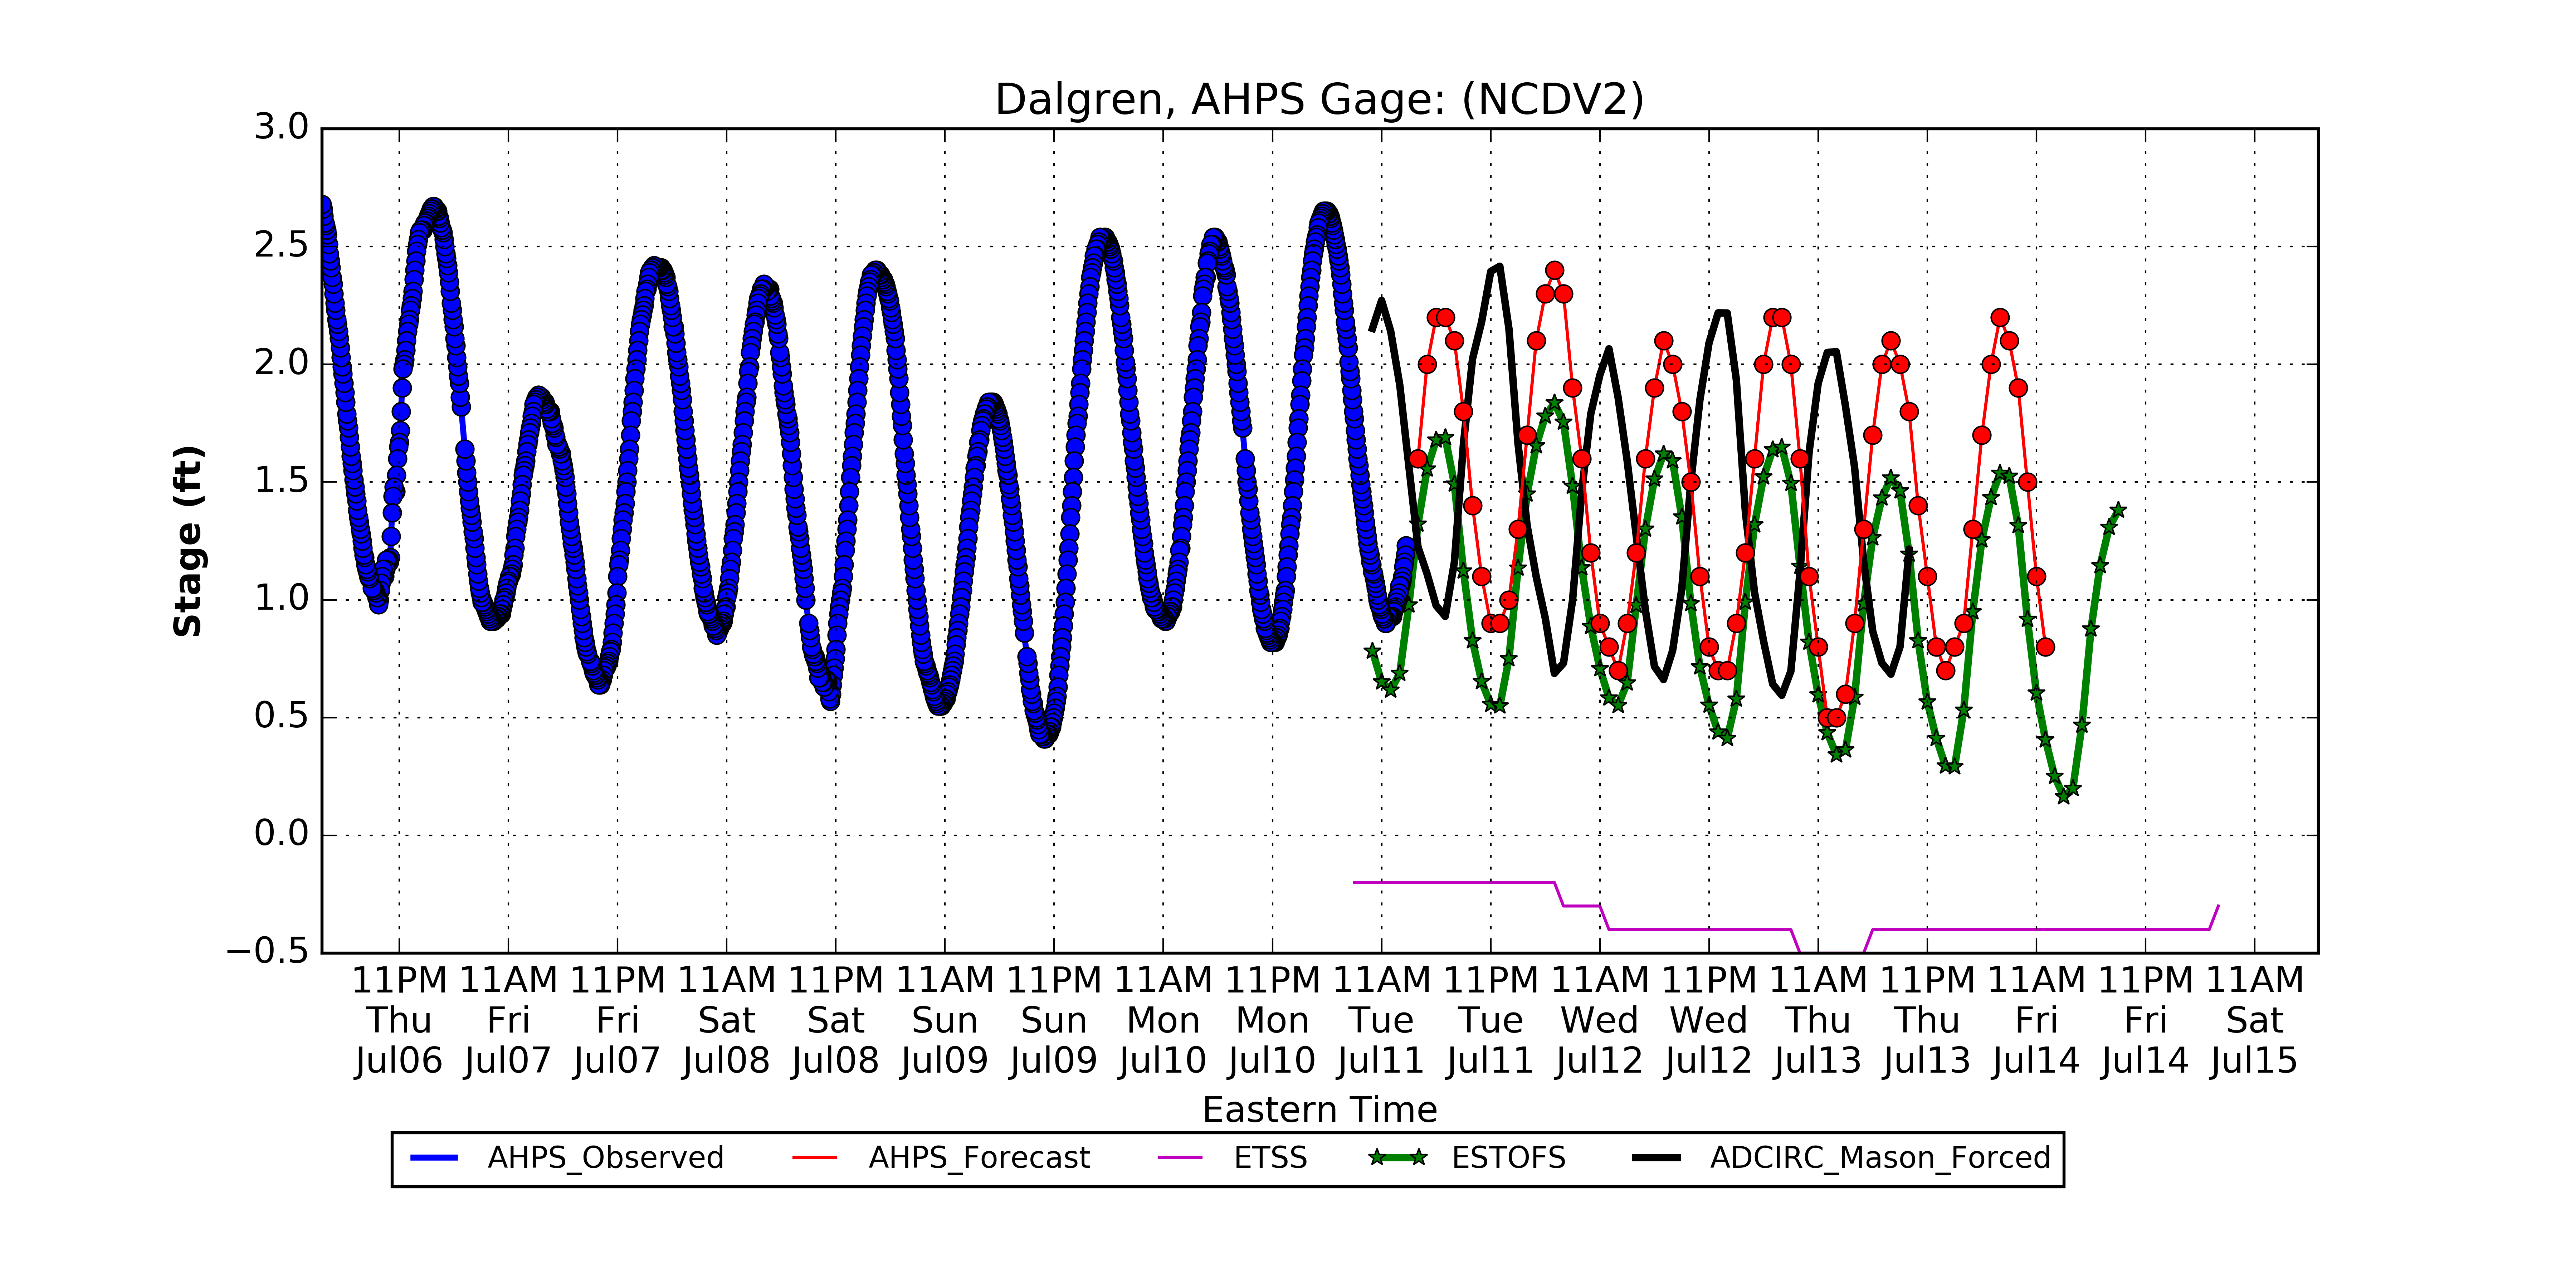 Dalgren, AHPS Gage: (NCDV2)
3.0
2.5
2.0
1.5
1.0
0.5
0.0
−0.5
Stage (ft)
11PM 11AM 11PM 11AM 11PM 11AM 11PM 11AM 11PM 11AM 11PM 11AM 11PM 11AM 11PM 11AM 11PM 11AM
Thu Fri Fri Sat Sat Sun Sun Mon Mon Tue Tue Wed Wed Thu Thu Fri Fri Sat
Jul06 Jul07 Jul07 Jul08 Jul08 Jul09 Jul09 Jul10 Jul10 Jul11 Jul11 Jul12 Jul12 Jul13 Jul13 Jul14 Jul14 Jul15
Eastern Time
AHPS_Observed AHPS_Forecast ETSS ESTOFS ADCIRC_Mason_Forced